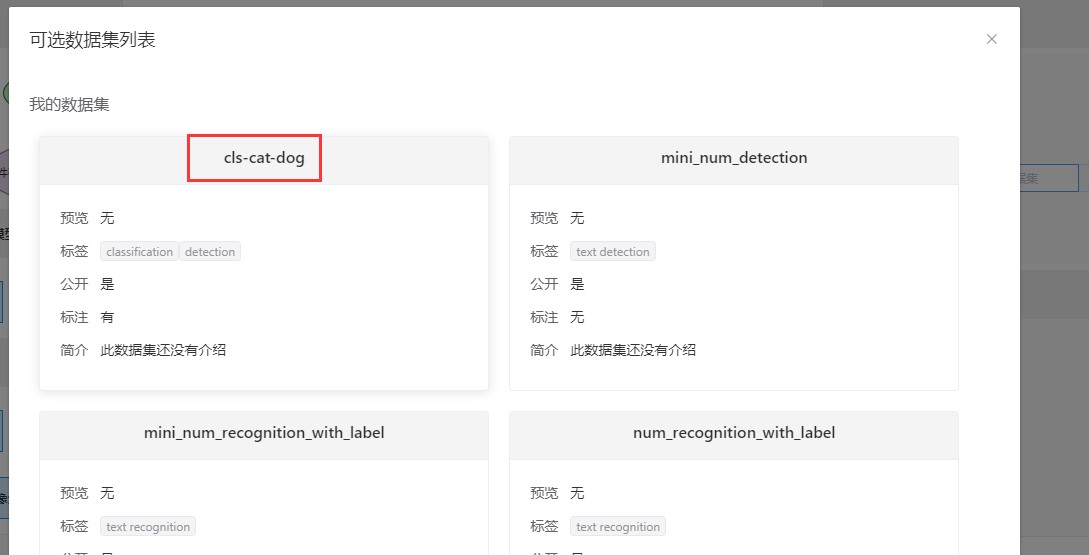 可选数据集列表
我的数据集
cls-cat-dog
预览 无
标签 classification detection
公开 是
标注 有
简介 此数据集还没有介绍
mini_num_detection
预览 无
标签 text detection
公开 是
标注 无
简介 此数据集还没有介绍
mini_num_recognition_with_label
预览 无
标签 text recognition
num_recognition_with_label
预览 无
标签 text recognition
据集
件